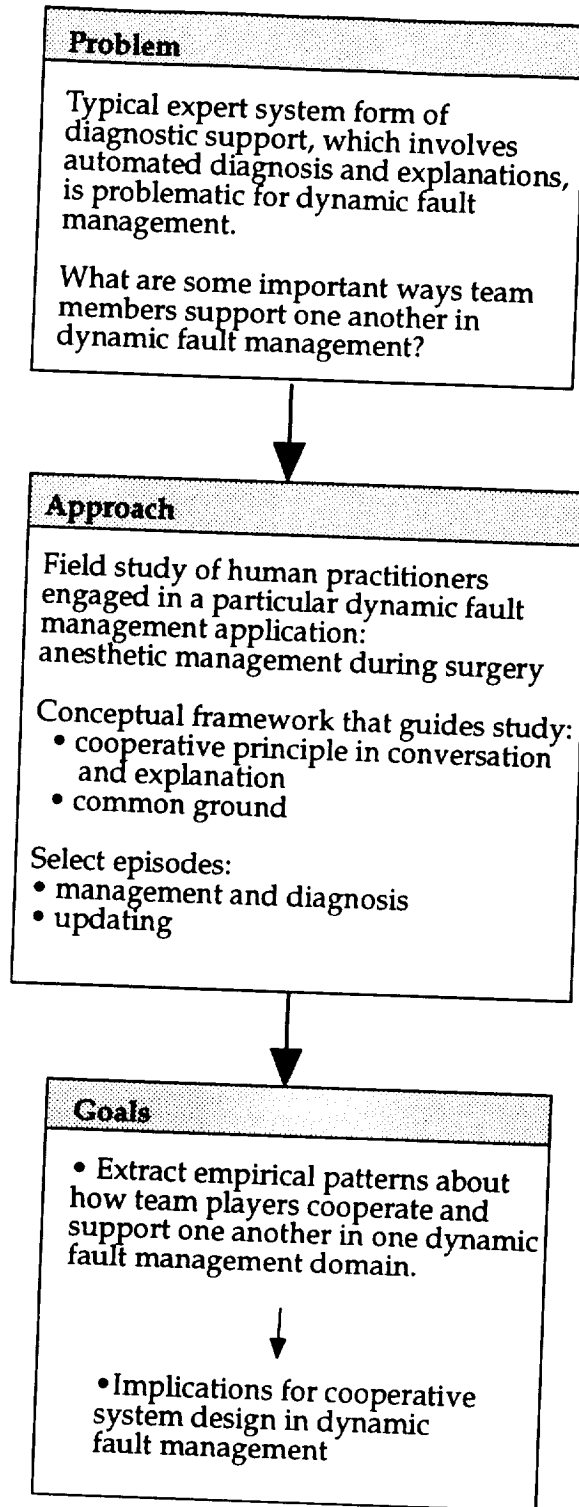 Problem
Typical expert system form of
diagnostic support, which involves
automated diagnosis and explanations,
is problematic for dynamic fault
management.
What are some important ways team
members support one another in
dynamic fault management?
Approach
Field study of human practitioners
engaged in a particular dynamic fault
management application:
anesthetic management during surgery
Conceptual framework that guides study:
• cooperative principle in conversation
and explanation
• common ground
Select episodes:
• management and diagnosis
• updating
Goals
• Extract empirical patterns about
how team players cooperate and
support one another in one dynamic
fault management domain.
•Implications for cooperative
system design in dynamic
fault management